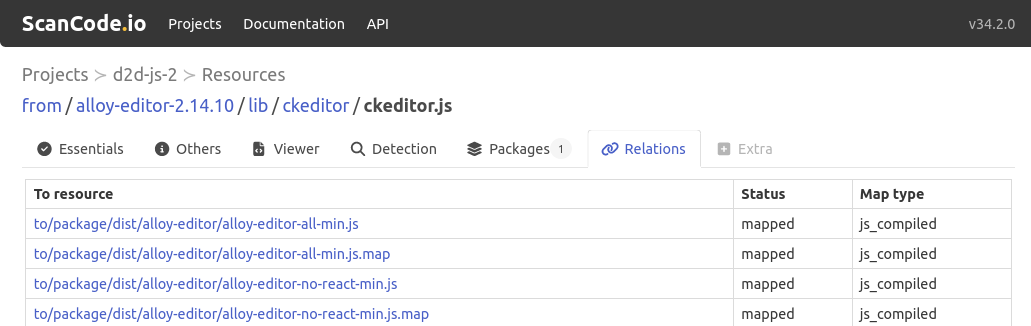 ScanCode.io Projects Documentation API v34.2.0
Projects ≻ d2d-js-2 ≻ Resources
from / alloy-editor-2.14.10 / lib / ckeditor / ckeditor.js
Essentials Others Viewer Detection Packages 1 Relations Extra
To resource Status Map type
to/package/dist/alloy-editor/alloy-editor-all-min.js mapped js_compiled
to/package/dist/alloy-editor/alloy-editor-all-min.js.map mapped js_compiled
to/package/dist/alloy-editor/alloy-editor-no-react-min.js mapped js_compiled
to/package/dist/alloy-editor/alloy-editor-no-react-min.js.map mapped js_compiled